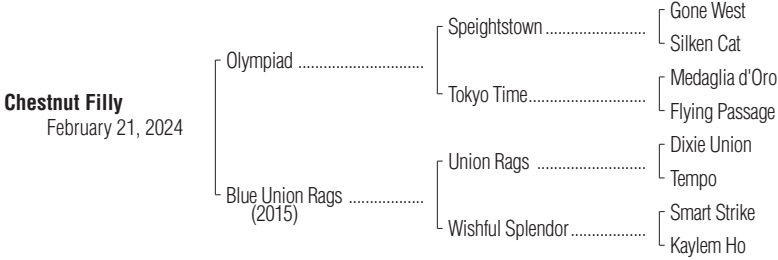 Chestnut Filly
February 21, 2024
Olympiad
Blue Union Rags
(2015)
Speightstown
Tokyo Time
Union Rags
Wishful Splendor
Gone West
Silken Cat
Medaglia d'Oro
Flying Passage
Dixie Union
Tempo
Smart Strike
Kaylem Ho